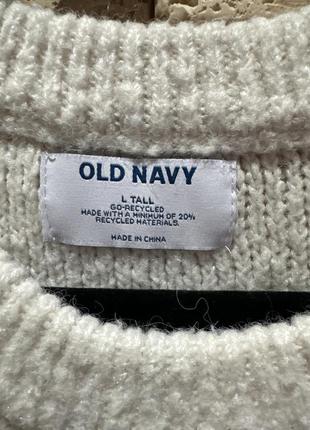 OLD NAVY
L TALL
GO-RECYCLED
MADE WITH A MINIMUM OF 20%
RECYCLED MATERIALS.
MADE IN CHINA